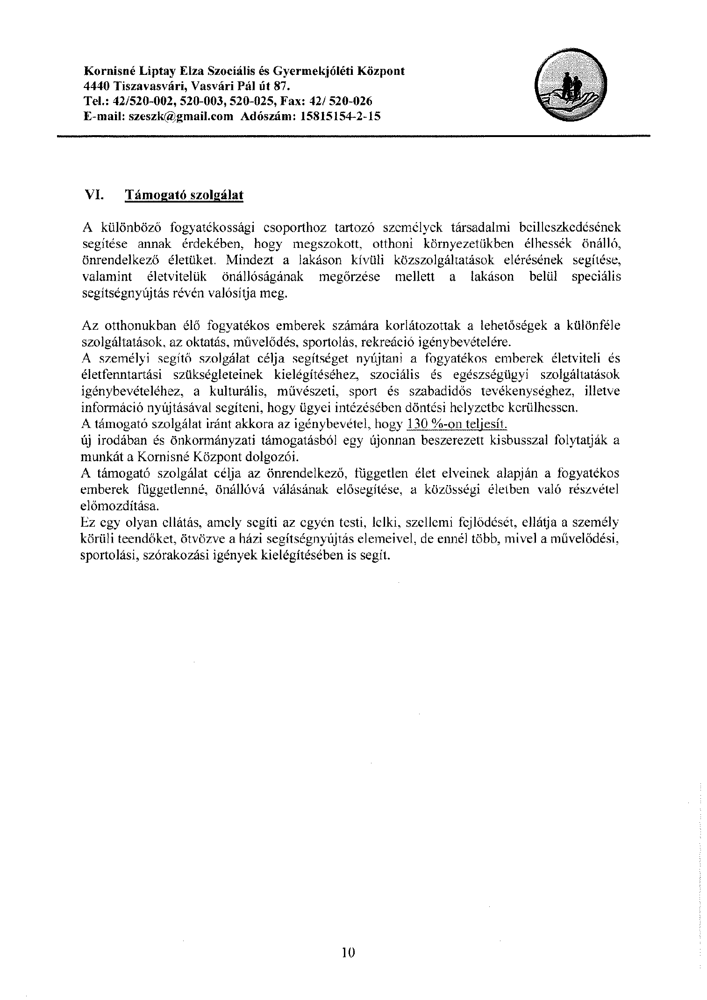 Kornisné Liptay Elza Szociális és Gyermekjóléti Központ
4440 Tiszavasvári, Vasvári Pál út 87.
Tel.: 42/520-002, 520-003, 520-025, Fax: 42/ 520-026
E-mail: szeszk@gmail.com Adószám: 15815154-2-15
VI. Támogató szolgálat
A különböző fogyatékossági csoporthoz tartozó személyek társadalmi beilleszkedésének
segítése annak érdekében, hogy megszokott, otthoni környezetükben élhessék önálló,
önrendelkező életüket. Mindezt a lakáson kívüli közszolgáltatások elérésének segítése,
valamint életvitelük önállóságának megőrzése mellett a lakáson belül speciális
segítségnyújtás révén valósítja meg.
Az otthonukban élő fogyatékos emberek számára korlátozottak a lehetőségek a különféle
szolgáltatások, az oktatás, művelődés, sportolás, rekreáció igénybevételére.
A személyi segítő szolgálat célja segítséget nyújtani a fogyatékos emberek életviteli és
életfenntartási szükségleteinek kielégítéséhez, szociális és egészségügyi szolgáltatások
igénybevételéhez, a kulturális, művészeti, sport és szabadidős tevékenységhez, illetve
információ nyújtásával segíteni, hogy ügyei intézésében döntési helyzetbe kerülhessen.
A támogató szolgálat iránt akkora az igénybevétel, hogy 130 %-on teljesít.
új irodában és önkormányzati támogatásból egy újonnan beszerezett kisbusszal folytatják a
munkát a Kornisné Központ dolgozói.
A támogató szolgálat célja az önrendelkező, független élet elveinek alapján a fogyatékos
emberek függetlenné, önállóvá válásának elősegítése, a közösségi életben való részvétel
előmozdítása.
Ez egy olyan ellátás, amely segíti az egyén testi, lelki, szellemi fejlődését, ellátja a személy
körüli teendőket, ötvözve a házi segítségnyújtás elemeivel, de ennél több, mivel a művelődési,
sportolási, szórakozási igények kielégítésében is segít.
10